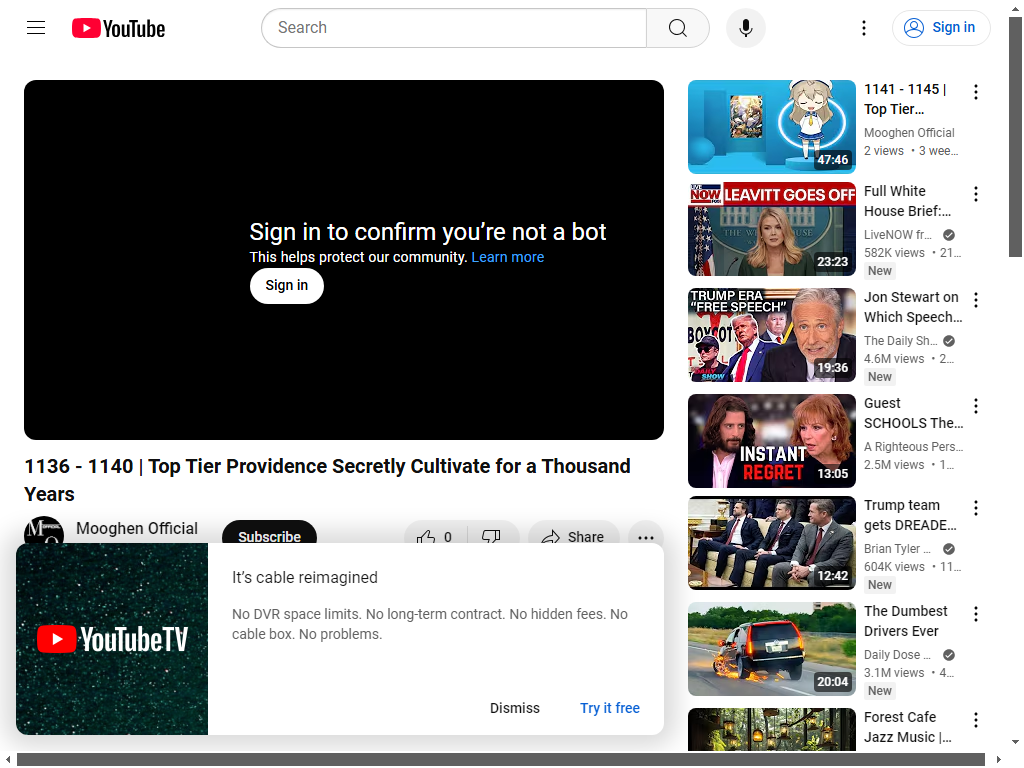 YouTube
Search
Sign in
Sign in to confirm you're not a bot
This helps protect our community. Learn more
Sign in
1136 - 1140 | Top Tier Providence Secretly Cultivate for a Thousand
Years
Mooghen Official
Subscribe
0
Share
YouTubeTV
It's cable reimagined
No DVR space limits. No long-term contract. No hidden fees. No
cable box. No problems.
Dismiss
Try it free
47:46
1141 - 1145 |
Top Tier...
Mooghen Official
2 views • 3 wee...
LIVE NOW FOX
LEAVITT GOES OFF
THE WHITE HOUSE
23:23
Full White
House Brief:...
LiveNOW fr...
582K views • 21...
New
TRUMP ERA
"FREE SPEECH"
BOYCOT
DAILY
SHOW
19:36
Jon Stewart on
Which Speech...
The Daily Sh...
4.6M views • 2...
New
INSTANT
REGRET
13:05
Guest
SCHOOLS The...
A Righteous Pers...
2.5M views • 1...
12:42
Trump team
gets DREADE...
Brian Tyler ...
604K views • 11...
New
20:04
The Dumbest
Drivers Ever
Daily Dose ...
3.1M views • 4...
New
Forest Cafe
Jazz Music |...